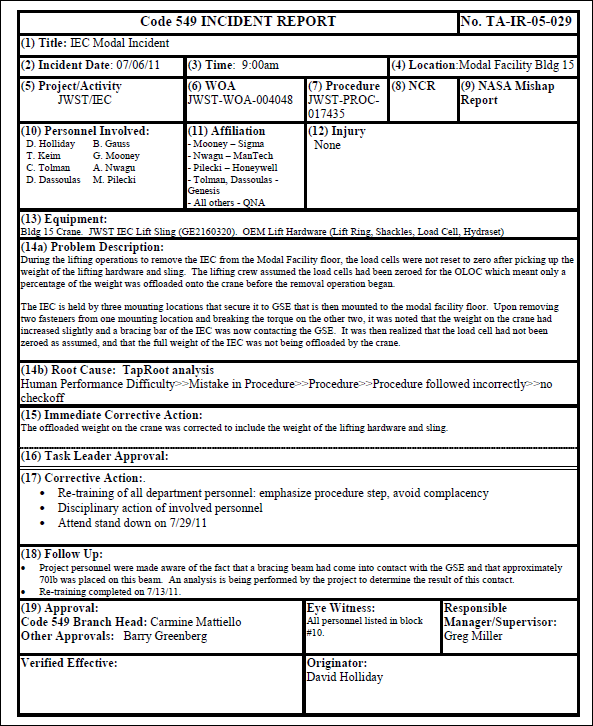 Code 549 INCIDENT REPORT No. TA-IR-05-029
(1) Title: IEC Modal Incident
(2) Incident Date: 07/06/11 (3) Time: 9:00am (4) Location:Modal Facility Bldg 15
(5) Project/Activity
JWST/IEC
(6) WOA
JWST-WOA-004048
(7) Procedure
JWST-PROC-
017435
(8) NCR
(9) NASA Mishap
Report
(10) Personnel Involved:
D. Holliday B. Gauss
T. Keim G. Mooney
C. Tolman A. Nwagu
D. Dassoulas M. Pilecki
(11) Affiliation
- Mooney – Sigma
- Nwagu – ManTech
- Pilecki – Honeywell
- Tolman, Dassoulas -
Genesis
- All others - QNA
(12) Injury
None
(13) Equipment:
Bldg 15 Crane. JWST IEC Lift Sling (GE2160320). OEM Lift Hardware (Lift Ring, Shackles, Load Cell, Hydraset)
(14a) Problem Description:
During the lifting operations to remove the IEC from the Modal Facility floor, the load cells were not reset to zero after picking up the
weight of the lifting hardware and sling. The lifting crew assumed the load cells had been zeroed for the OLOC which meant only a
percentage of the weight was offloaded onto the crane before the removal operation began.
The IEC is held by three mounting locations that secure it to GSE that is then mounted to the modal facility floor. Upon removing
two fasteners from one mounting location and breaking the torque on the other two, it was noted that the weight on the crane had
increased slightly and a bracing bar of the IEC was now contacting the GSE. It was then realized that the load cell had not been
zeroed as assumed, and that the full weight of the IEC was not being offloaded by the crane.
(14b) Root Cause: TapRoot analysis
Human Performance Difficulty>>Mistake in Procedure>>Procedure>>Procedure followed incorrectly>>no
checkoff
(15) Immediate Corrective Action:
The offloaded weight on the crane was corrected to include the weight of the lifting hardware and sling.
(16) Task Leader Approval:
(17) Corrective Action:.
• Re-training of all department personnel: emphasize procedure step, avoid complacency
• Disciplinary action of involved personnel
• Attend stand down on 7/29/11
(18) Follow Up:
• Project personnel were made aware of the fact that a bracing beam had come into contact with the GSE and that approximately
70lb was placed on this beam. An analysis is being performed by the project to determine the result of this contact.
• Re-training completed on 7/13/11.
(19) Approval:
Code 549 Branch Head: Carmine Mattiello
Other Approvals: Barry Greenberg
Eye Witness:
All personnel listed in block
#10.
Responsible
Manager/Supervisor:
Greg Miller
Verified Effective:
Originator:
David Holliday